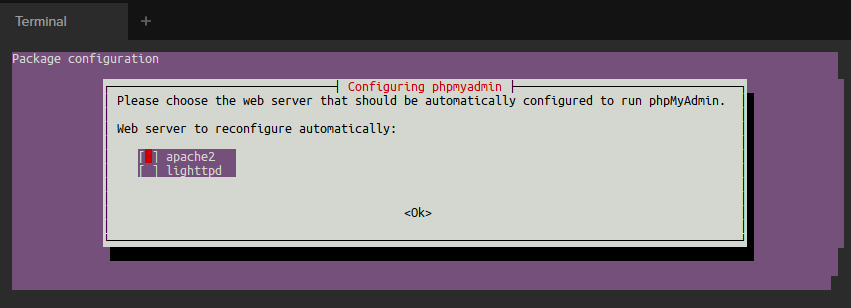 Terminal +
Package configuration
Configuring phpmyadmin
Please choose the web server that should be automatically configured to run phpMyAdmin.
Web server to reconfigure automatically:
[ ] apache2
[ ] lighttpd
<Ok>